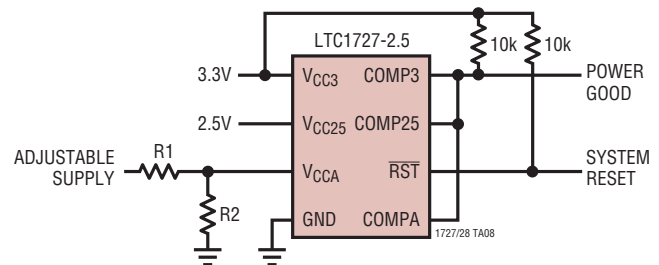 LTC1727-2.5
10k
10k
3.3V
VCC3
COMP3
POWER
GOOD
2.5V
VCC25
COMP25
ADJUSTABLE
SUPPLY
R1
VCCA
RST
SYSTEM
RESET
R2
GND
COMPA
1727/28 TA08